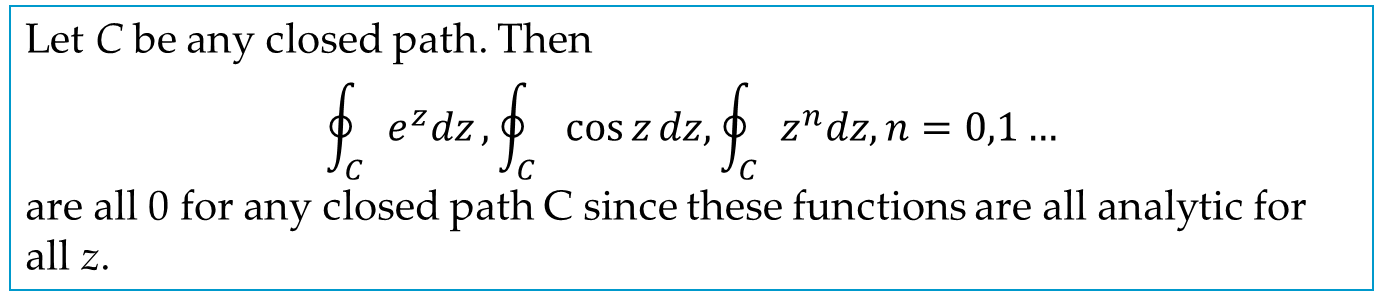 Let C be any closed path. Then
∮_C e^z dz, ∮_C cos z dz, ∮_C z^n dz, n = 0,1 ...
are all 0 for any closed path C since these functions are all analytic for
all z.